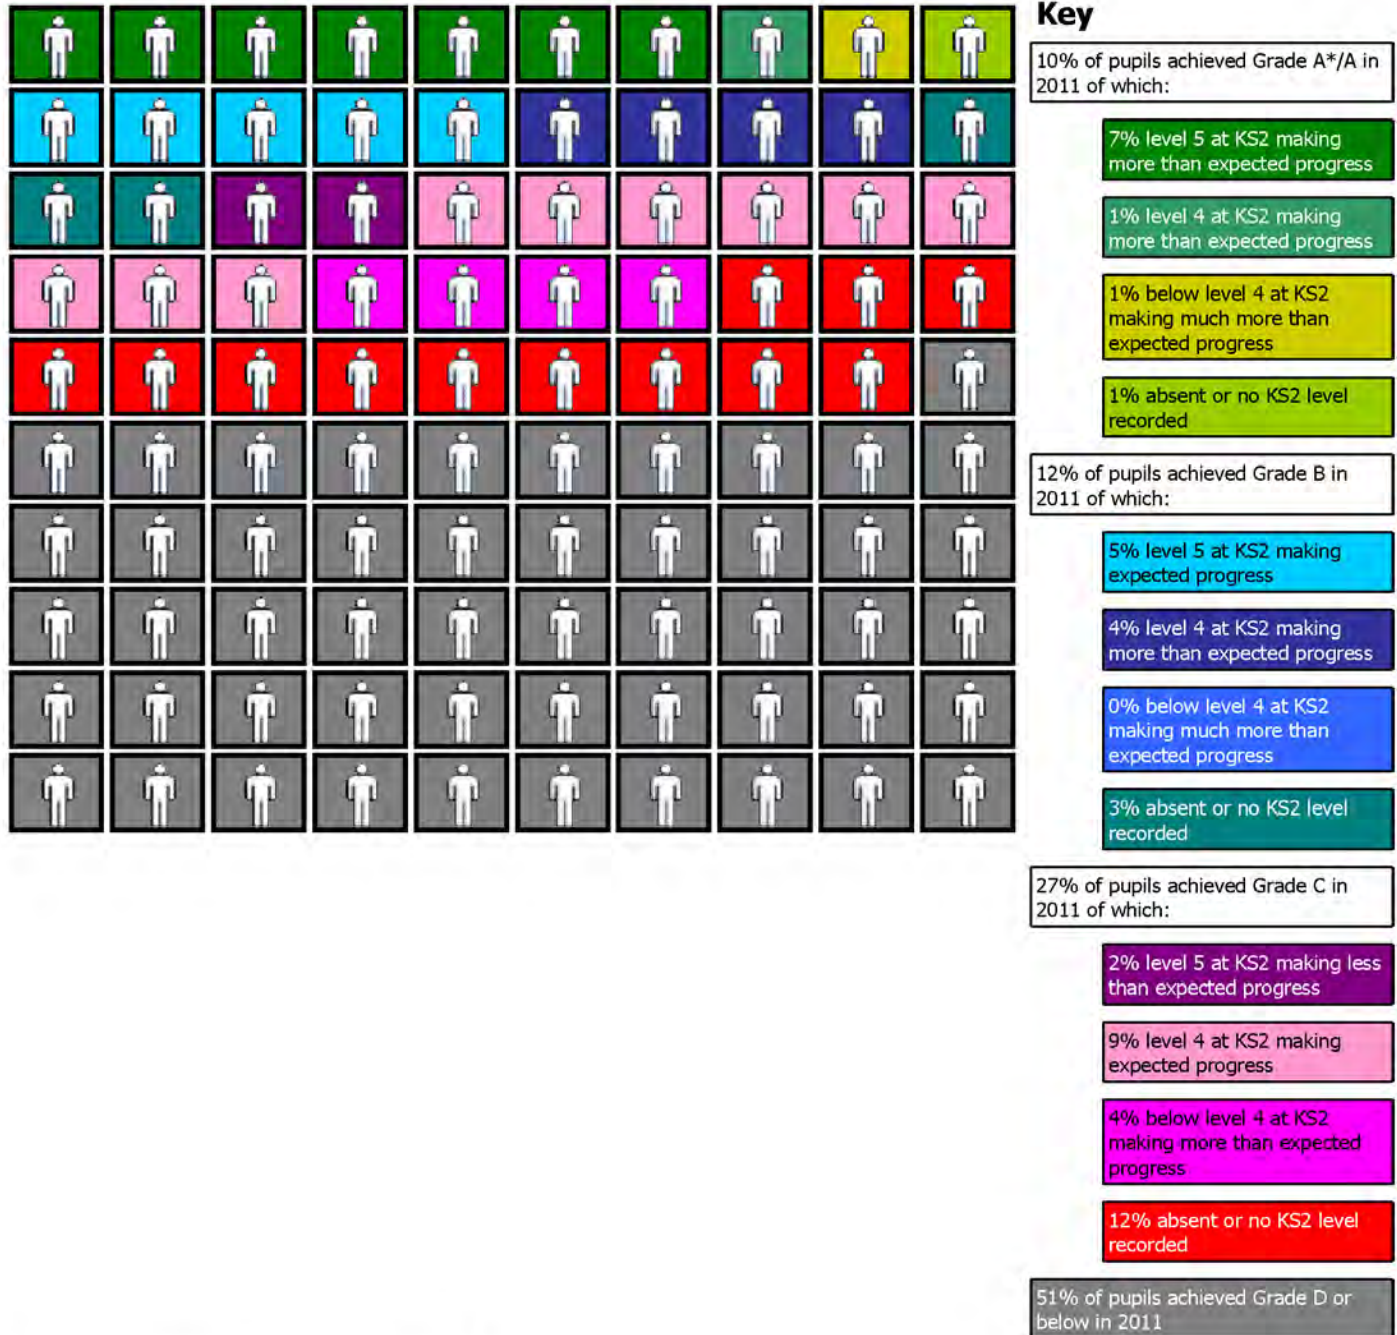 Key
10% of pupils achieved Grade A*/A in
2011 of which:
7% level 5 at KS2 making
more than expected progress
1% level 4 at KS2 making
more than expected progress
1% below level 4 at KS2
making much more than
expected progress
1% absent or no KS2 level
recorded
12% of pupils achieved Grade B in
2011 of which:
5% level 5 at KS2 making
expected progress
4% level 4 at KS2 making
more than expected progress
0% below level 4 at KS2
making much more than
expected progress
3% absent or no KS2 level
recorded
27% of pupils achieved Grade C in
2011 of which:
2% level 5 at KS2 making less
than expected progress
9% level 4 at KS2 making
expected progress
4% below level 4 at KS2
making more than expected
progress
12% absent or no KS2 level
recorded
51% of pupils achieved Grade D or
below in 2011